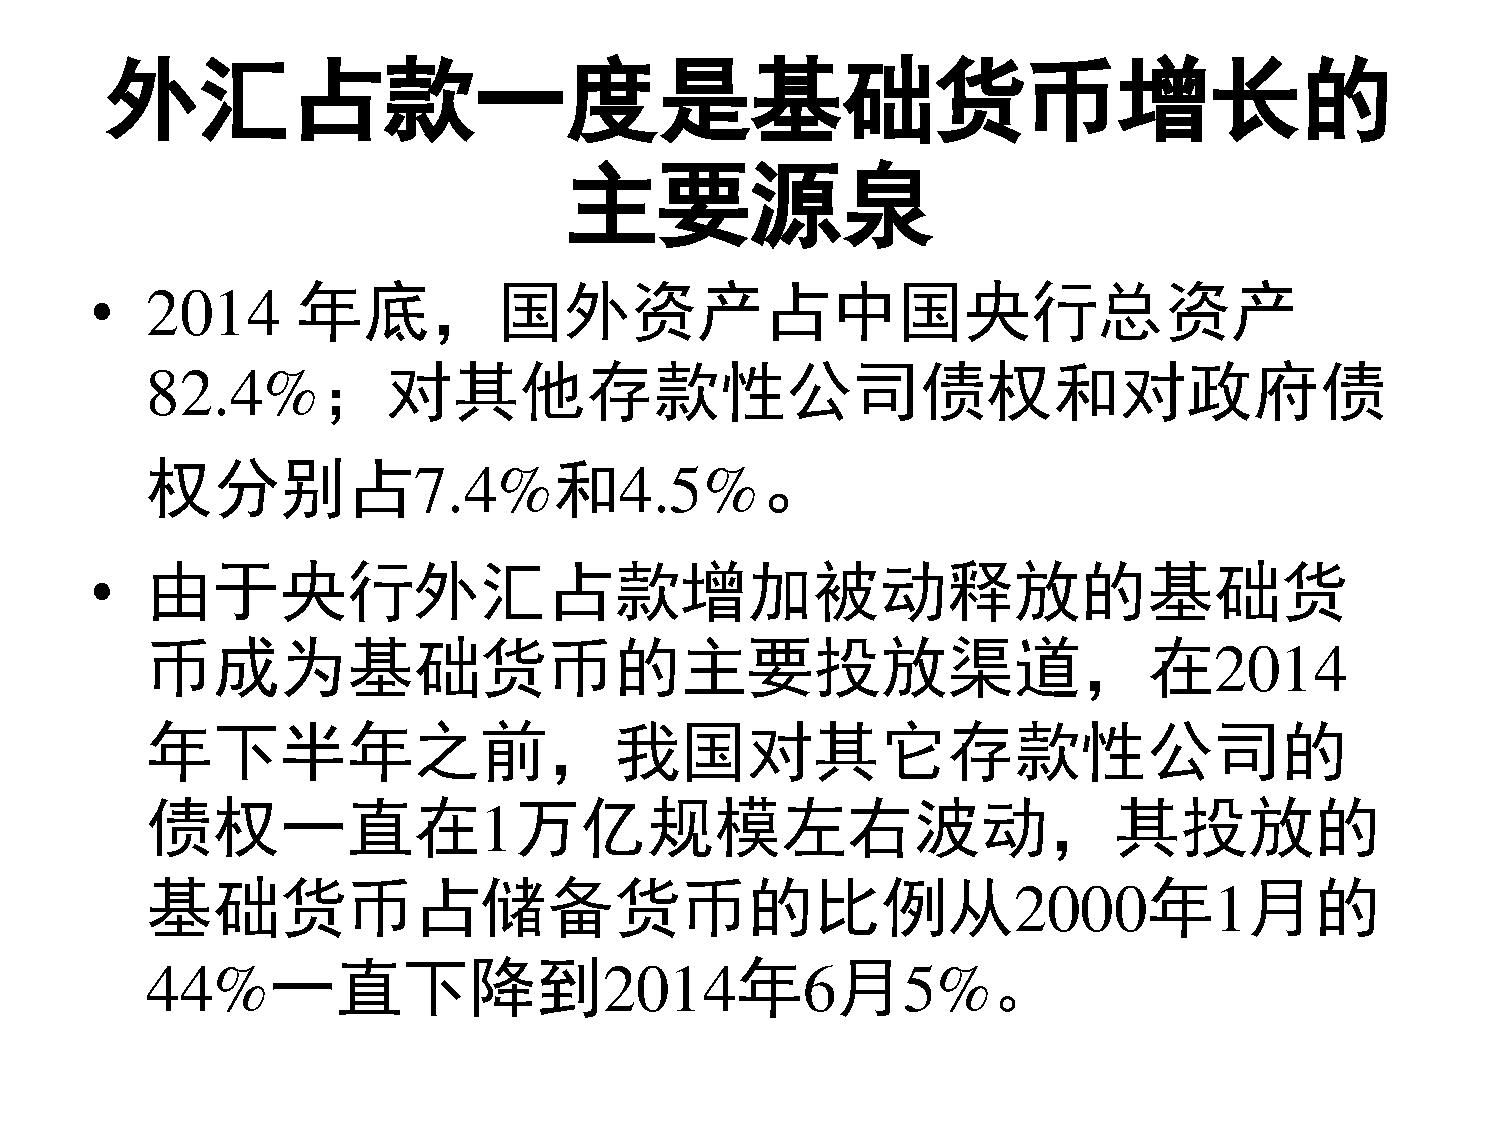 外汇占款一度是基础货币增长的
主要源泉
• 2014 年底，国外资产占中国央行总资产
82.4%；对其他存款性公司债权和对政府债
权分别占7.4%和4.5%。
• 由于央行外汇占款增加被动释放的基础货
币成为基础货币的主要投放渠道，在2014
年下半年之前，我国对其它存款性公司的
债权一直在1万亿规模左右波动，其投放的
基础货币占储备货币的比例从2000年1月的
44%一直下降到2014年6月5%。